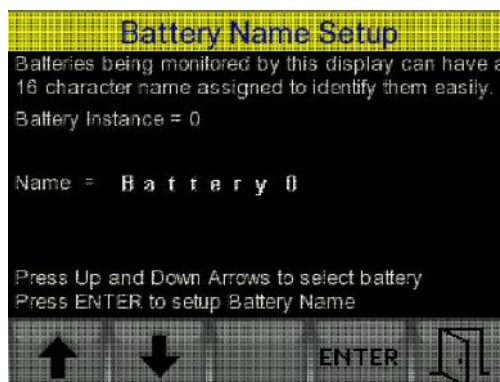 Battery Name Setup
Batteries being monitored by this display can have a
16 character name assigned to identify them easily.
Battery Instance = 0
Name = Battery 0
Press Up and Down Arrows to select battery
Press ENTER to setup Battery Name
ENTER